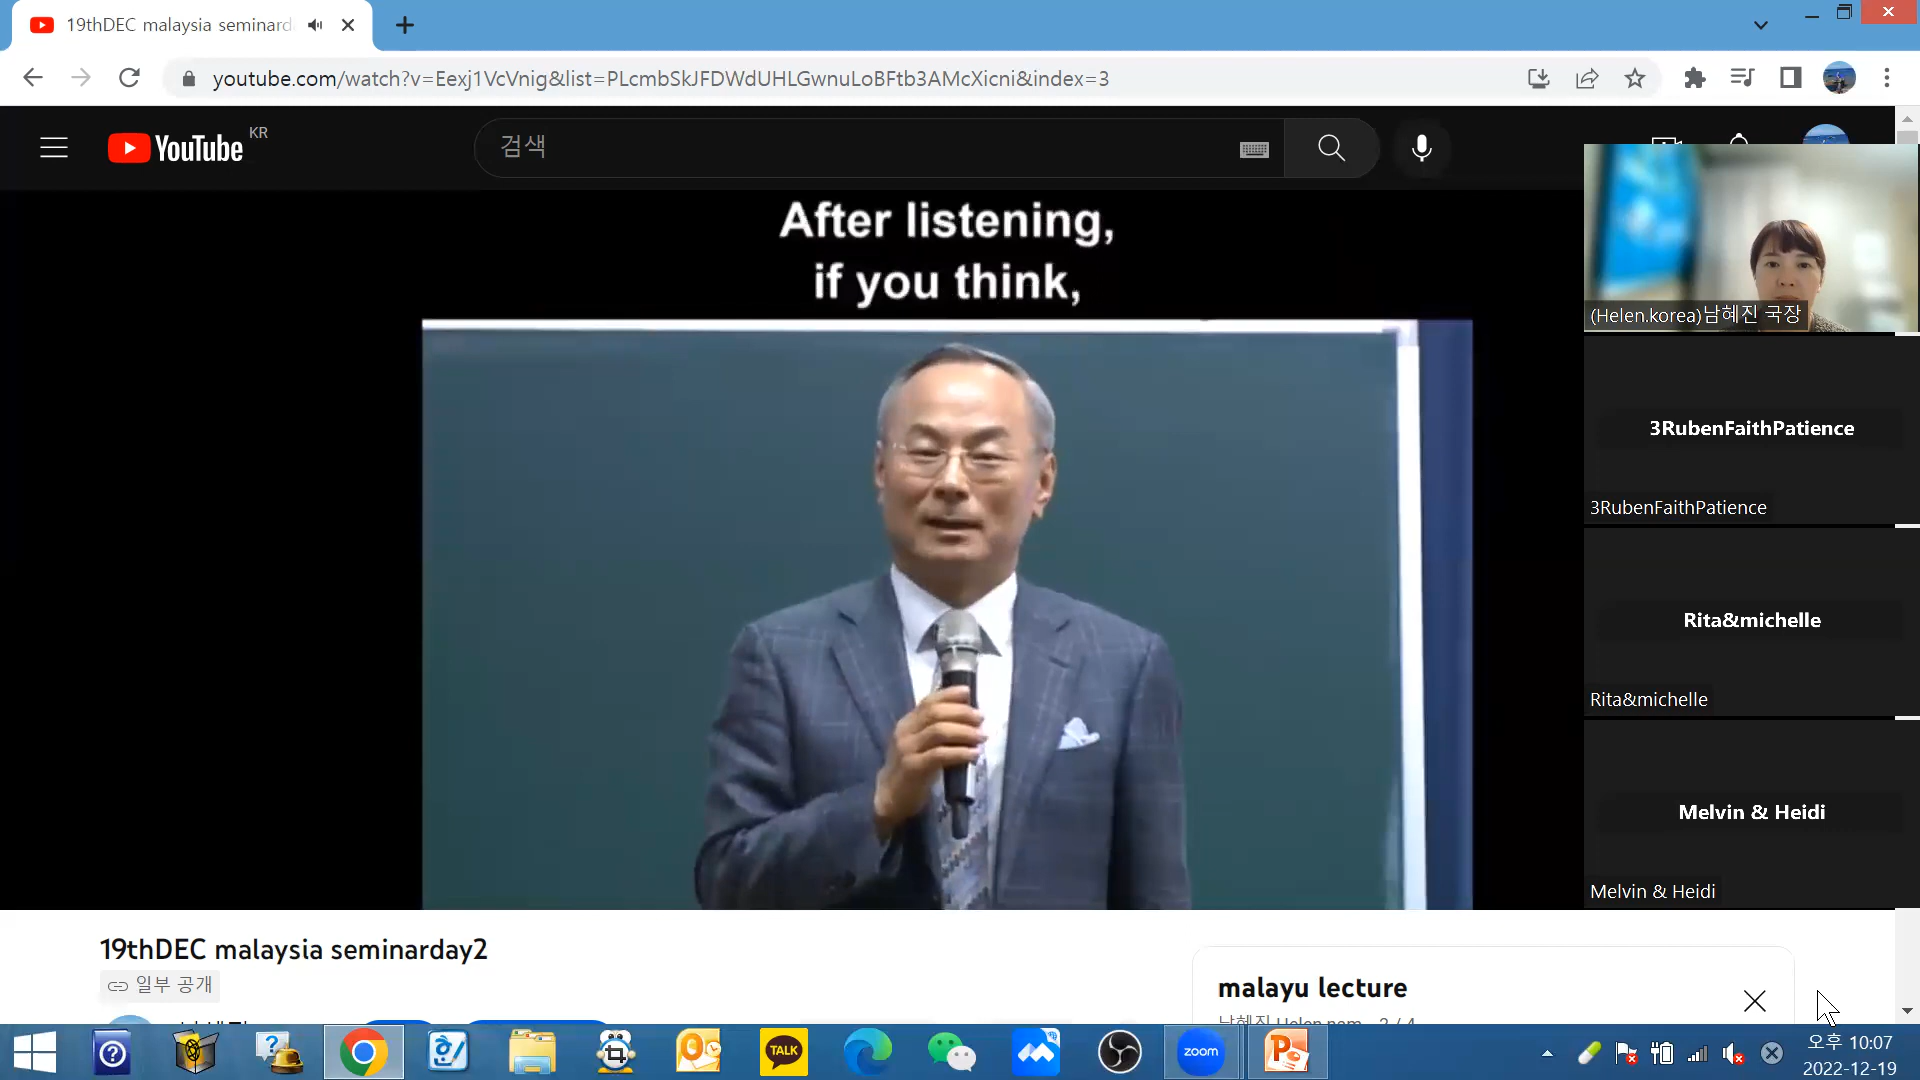 19thDEC malaysia seminard
youtube.com/watch?v=Eexj1VcVnig&list=PLcmbSkJFDWdUHLGwnuLoBFtb3AMcXicni&index=3
YouTube KR
검색
After listening,
if you think,
(Helen.korea)남혜진 국장
3RubenFaithPatience
3RubenFaithPatience
Rita&michelle
Rita&michelle
Melvin & Heidi
Melvin & Heidi
19thDEC malaysia seminarday2
일부 공개
malayu lecture
TALK
zoom
오후 10:07
2022-12-19